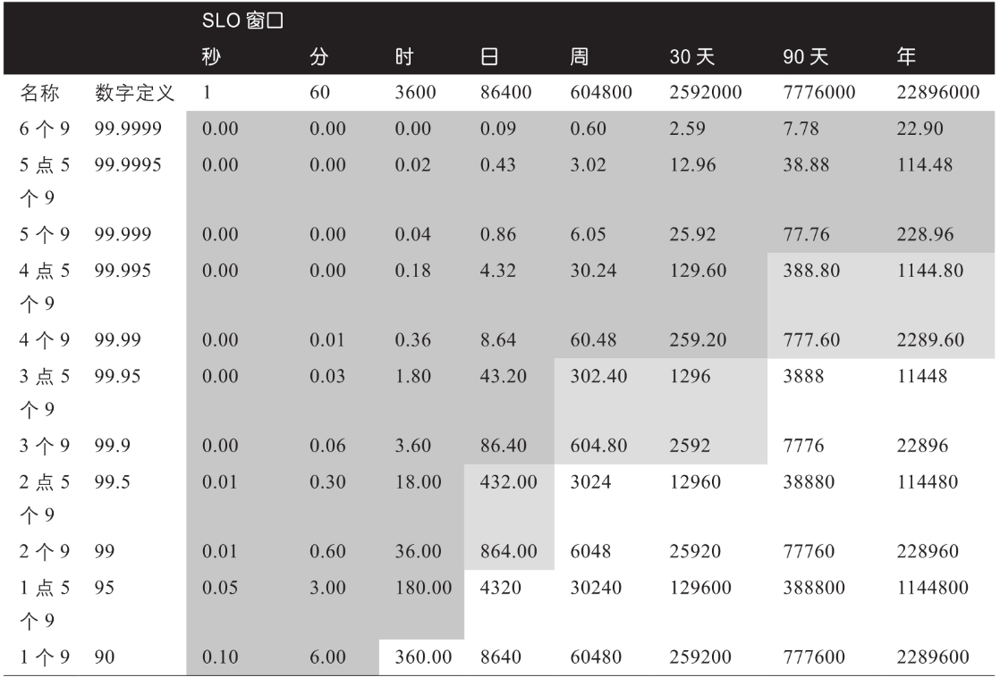 SLO 窗口
秒 分 时 日 周 30 天 90 天 年
名称 数字定义 1 60 3600 86400 604800 2592000 7776000 22896000
6 个 9 99.9999 0.00 0.00 0.00 0.09 0.60 2.59 7.78 22.90
5 点 5 99.9995 0.00 0.00 0.02 0.43 3.02 12.96 38.88 114.48
个 9
5 个 9 99.999 0.00 0.00 0.04 0.86 6.05 25.92 77.76 228.96
4 点 5 99.995 0.00 0.00 0.18 4.32 30.24 129.60 388.80 1144.80
个 9
4 个 9 99.99 0.00 0.01 0.36 8.64 60.48 259.20 777.60 2289.60
3 点 5 99.95 0.00 0.03 1.80 43.20 302.40 1296 3888 11448
个 9
3 个 9 99.9 0.00 0.06 3.60 86.40 604.80 2592 7776 22896
2 点 5 99.5 0.01 0.30 18.00 432.00 3024 12960 38880 114480
个 9
2 个 9 99 0.01 0.60 36.00 864.00 6048 25920 77760 228960
1 点 5 95 0.05 3.00 180.00 4320 30240 129600 388800 1144800
个 9
1 个 9 90 0.10 6.00 360.00 8640 60480 259200 777600 2289600